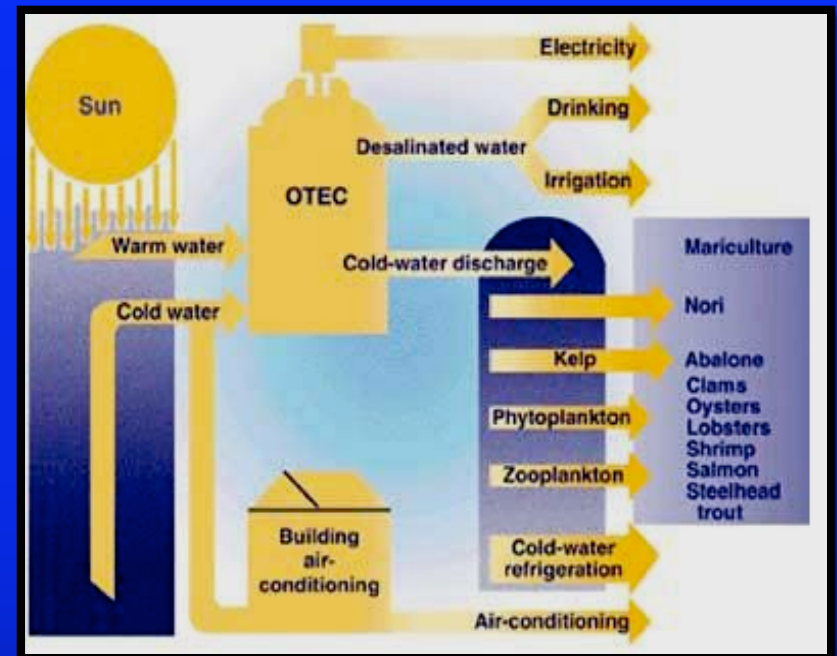 Sun
Warm water
Cold water
OTEC
Electricity
Desalinated water
Drinking
Irrigation
Cold-water discharge
Building
air-
conditioning
Kelp
Phytoplankton
Zooplankton
Cold-water
refrigeration
Air-conditioning
Mariculture
Nori
Abalone
Clams
Oysters
Lobsters
Shrimp
Salmon
Steelhead
trout